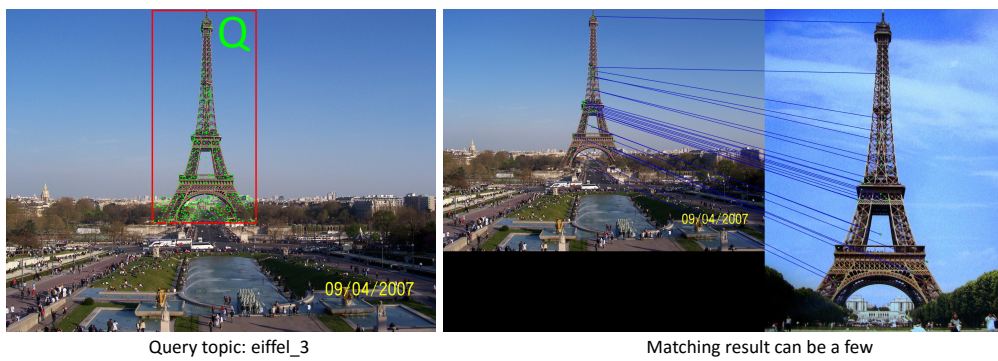 Q
09/04/2007
09/04/2007
Query topic: eiffel_3
Matching result can be a few